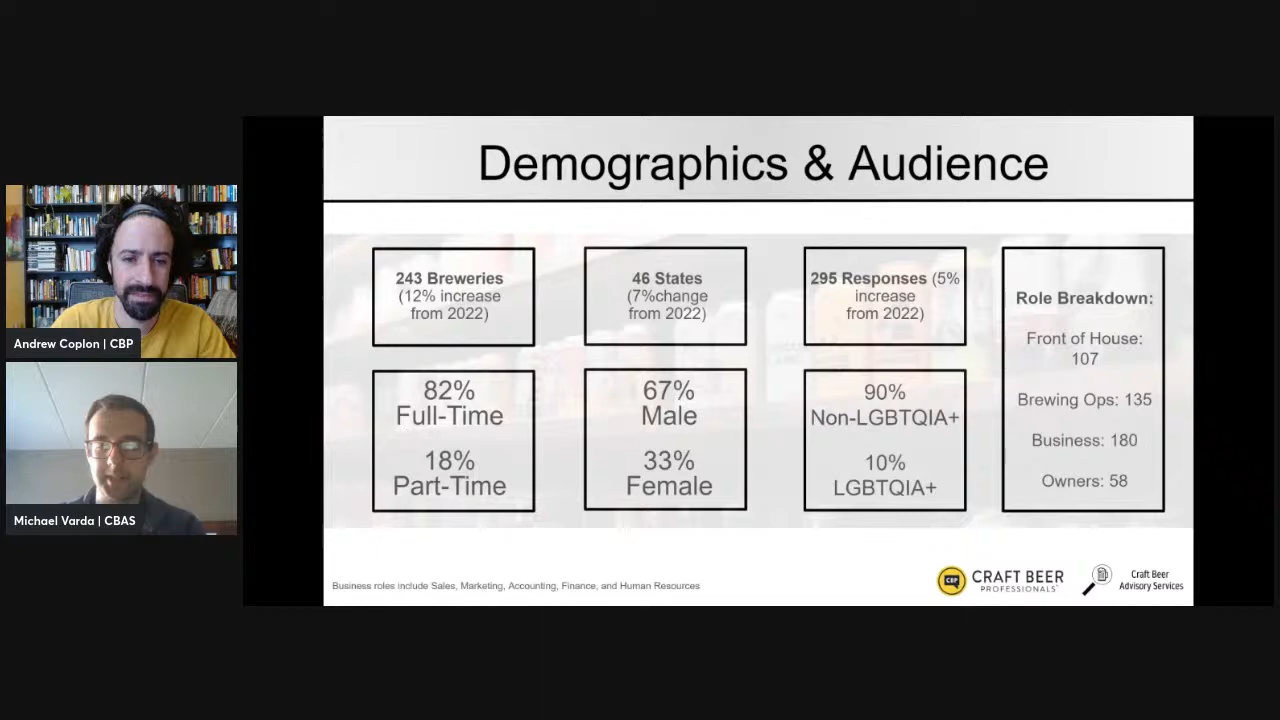 Demographics & Audience
243 Breweries
(12% increase
from 2022)
46 States
(7%change
from 2022)
295 Responses (5%
increase
from 2022)
82%
Full-Time
18%
Part-Time
67%
Male
33%
Female
90%
Non-LGBTQIA+
10%
LGBTQIA+
Role Breakdown:
Front of House:
107
Brewing Ops: 135
Business: 180
Owners: 58
Business roles include Sales, Marketing, Accounting, Finance, and Human Resources
CBP
CRAFT BEER
PROFESSIONALS
Craft Beer
Advisory Services
Andrew Coplon | CBP
Michael Varda | CBAS